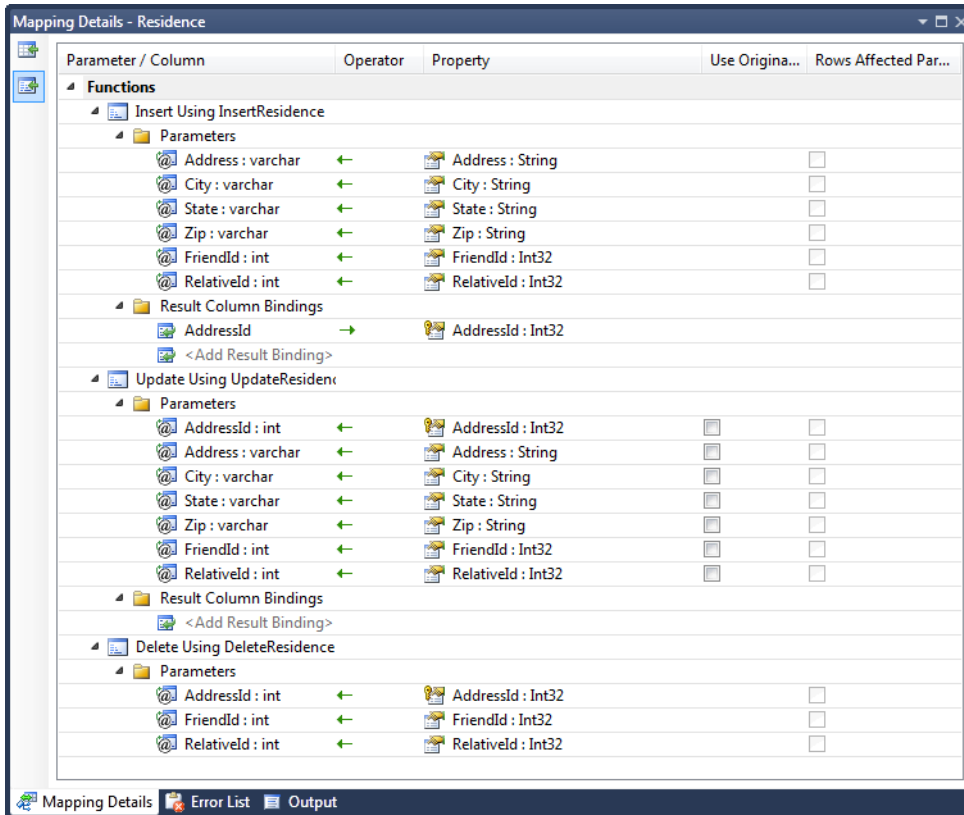 Mapping Details - Residence
Parameter / Column Operator Property Use Origina... Rows Affected Par...
Functions
Insert Using InsertResidence
Parameters
Address : varchar ← Address : String
City : varchar ← City : String
State : varchar ← State : String
Zip : varchar ← Zip : String
FriendId : int ← FriendId : Int32
RelativeId : int ← RelativeId : Int32
Result Column Bindings
AddressId → AddressId : Int32
<Add Result Binding>
Update Using UpdateResidenc
Parameters
AddressId : int ← AddressId : Int32
Address : varchar ← Address : String
City : varchar ← City : String
State : varchar ← State : String
Zip : varchar ← Zip : String
FriendId : int ← FriendId : Int32
RelativeId : int ← RelativeId : Int32
Result Column Bindings
<Add Result Binding>
Delete Using DeleteResidence
Parameters
AddressId : int ← AddressId : Int32
FriendId : int ← FriendId : Int32
RelativeId : int ← RelativeId : Int32
Mapping Details Error List Output